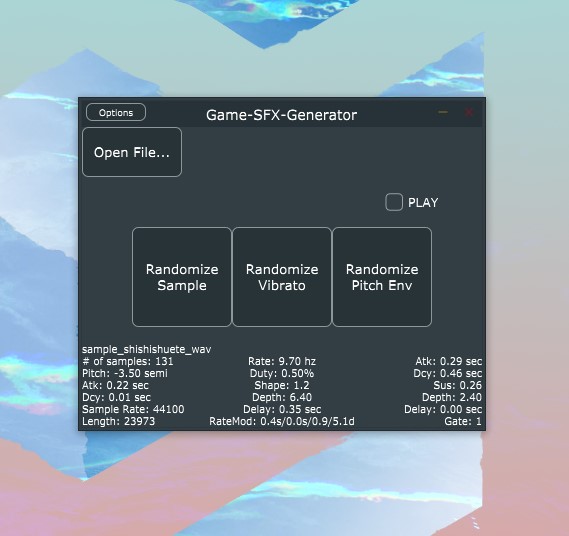 Options
Game-SFX-Generator
Open File...
PLAY
Randomize Sample
Randomize Vibrato
Randomize Pitch Env
sample_shishishuete_wav
# of samples: 131
Pitch: -3.50 semi
Atk: 0.22 sec
Dcy: 0.01 sec
Sample Rate: 44100
Length: 23973
Rate: 9.70 hz
Duty: 0.50%
Shape: 1.2
Depth: 6.40
Delay: 0.35 sec
RateMod: 0.4s/0.0s/0.9/5.1d
Atk: 0.29 sec
Dcy: 0.46 sec
Sus: 0.26
Depth: 2.40
Delay: 0.00 sec
Gate: 1